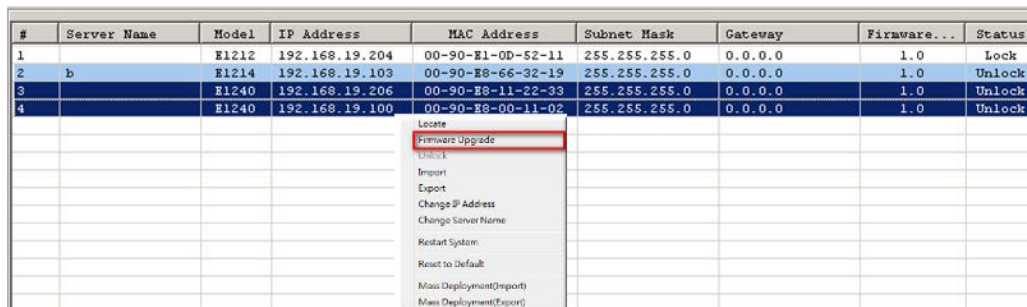 # Server Name Model IP Address MAC Address Subnet Mask Gateway Firmware... Status
1 E1212 192.168.19.204 00-90-E1-0D-52-11 255.255.255.0 0.0.0.0 1.0 Lock
2 b E1214 192.168.19.103 00-90-E8-66-32-19 255.255.255.0 0.0.0.0 1.0 Unlock
3 E1240 192.168.19.206 00-90-E8-11-22-33 255.255.255.0 0.0.0.0 1.0 Unlock
4 E1240 192.168.19.100 00-90-E8-00-11-02 255.255.255.0 0.0.0.0 1.0 Unlock
Locate
Firmware Upgrade
Unlock
Import
Export
Change IP Address
Change Server Name
Restart System
Reset to Default
Mass Deployment(Import)
Mass Deployment(Export)